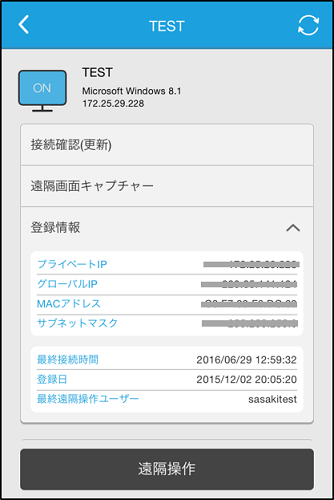 TEST
ON
TEST
Microsoft Windows 8.1
172.25.29.228
接続確認(更新)
遠隔画面キャプチャー
登録情報
プライベートIP
グローバルIP
MACアドレス
サブネットマスク
最終接続時間 2016/06/29 12:59:32
登録日 2015/12/02 20:05:20
最終遠隔操作ユーザー sasakitest
遠隔操作